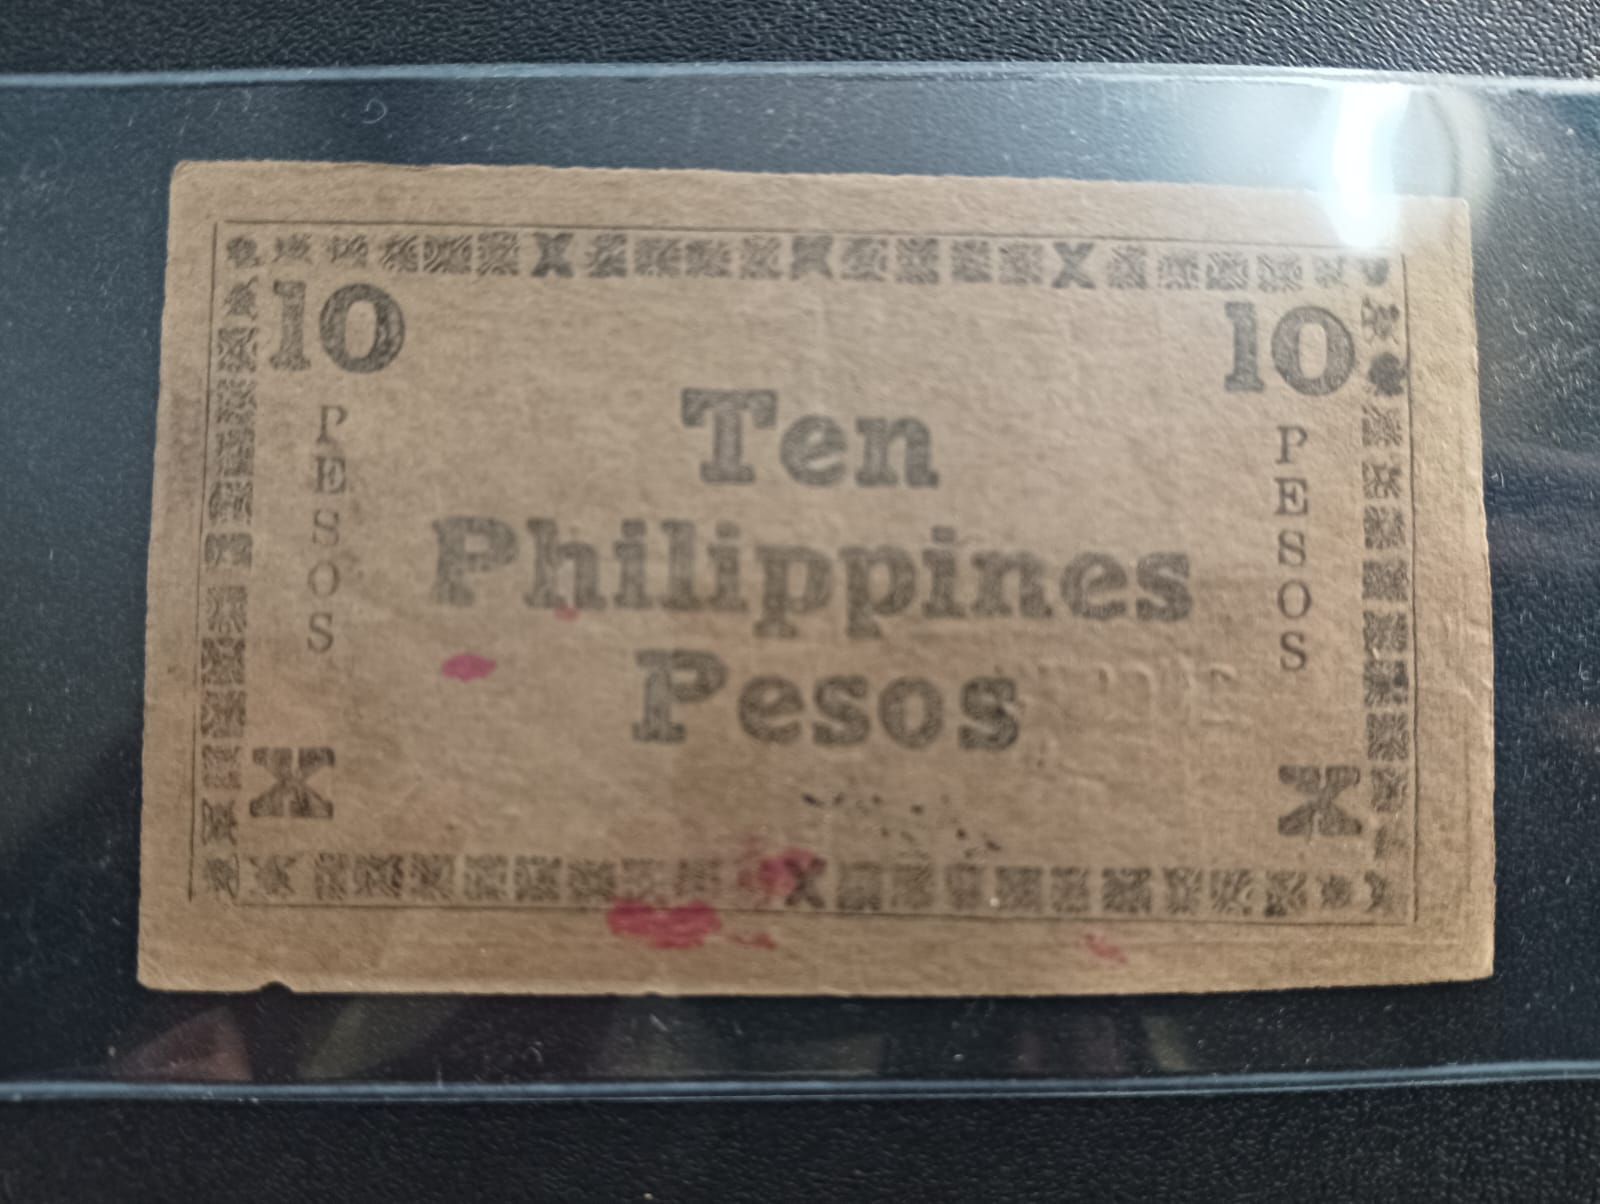 10 10
PESOS PESOS
Ten
Philippines
Pesos
X X